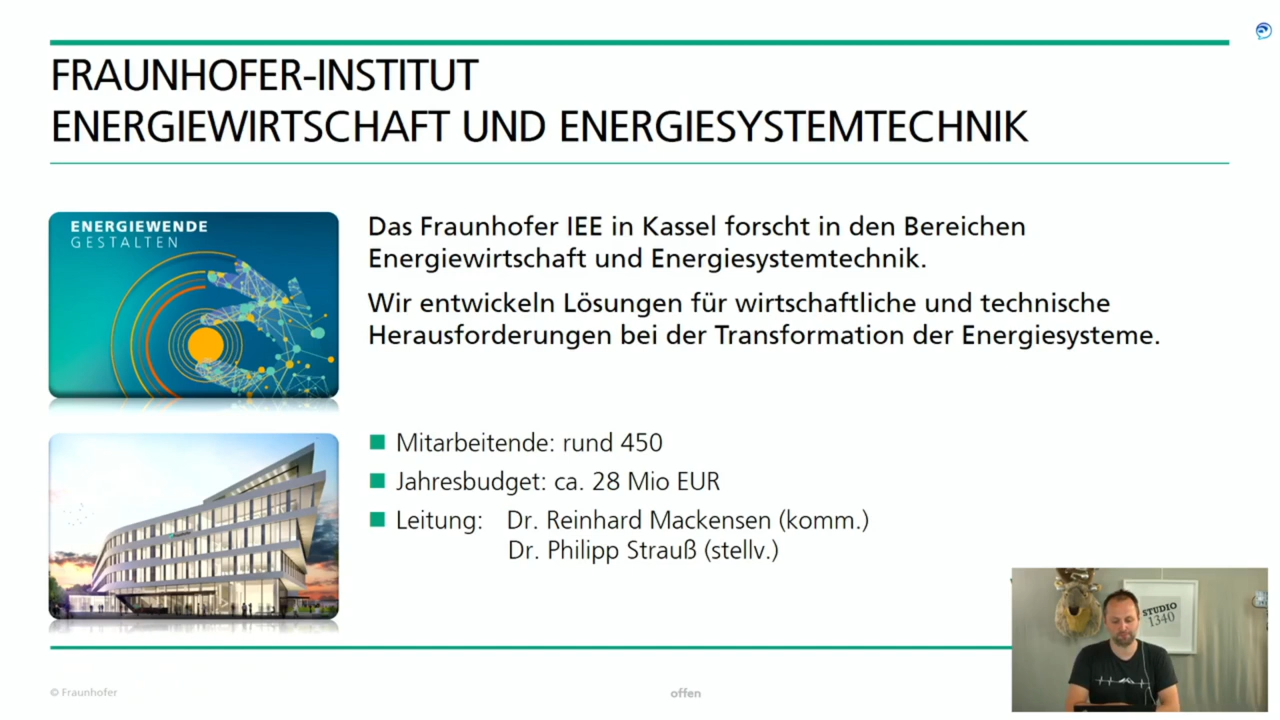 FRAUNHOFER-INSTITUT
ENERGIEWIRTSCHAFT UND ENERGIESYSTEMTECHNIK
ENERGIEWENDE
GESTALTEN
Das Fraunhofer IEE in Kassel forscht in den Bereichen
Energiewirtschaft und Energiesystemtechnik.
Wir entwickeln Lösungen für wirtschaftliche und technische
Herausforderungen bei der Transformation der Energiesysteme.
■ Mitarbeitende: rund 450
■ Jahresbudget: ca. 28 Mio EUR
■ Leitung: Dr. Reinhard Mackensen (komm.)
Dr. Philipp Strauß (stellv.)
STUDIO
1340
© Fraunhofer
offen